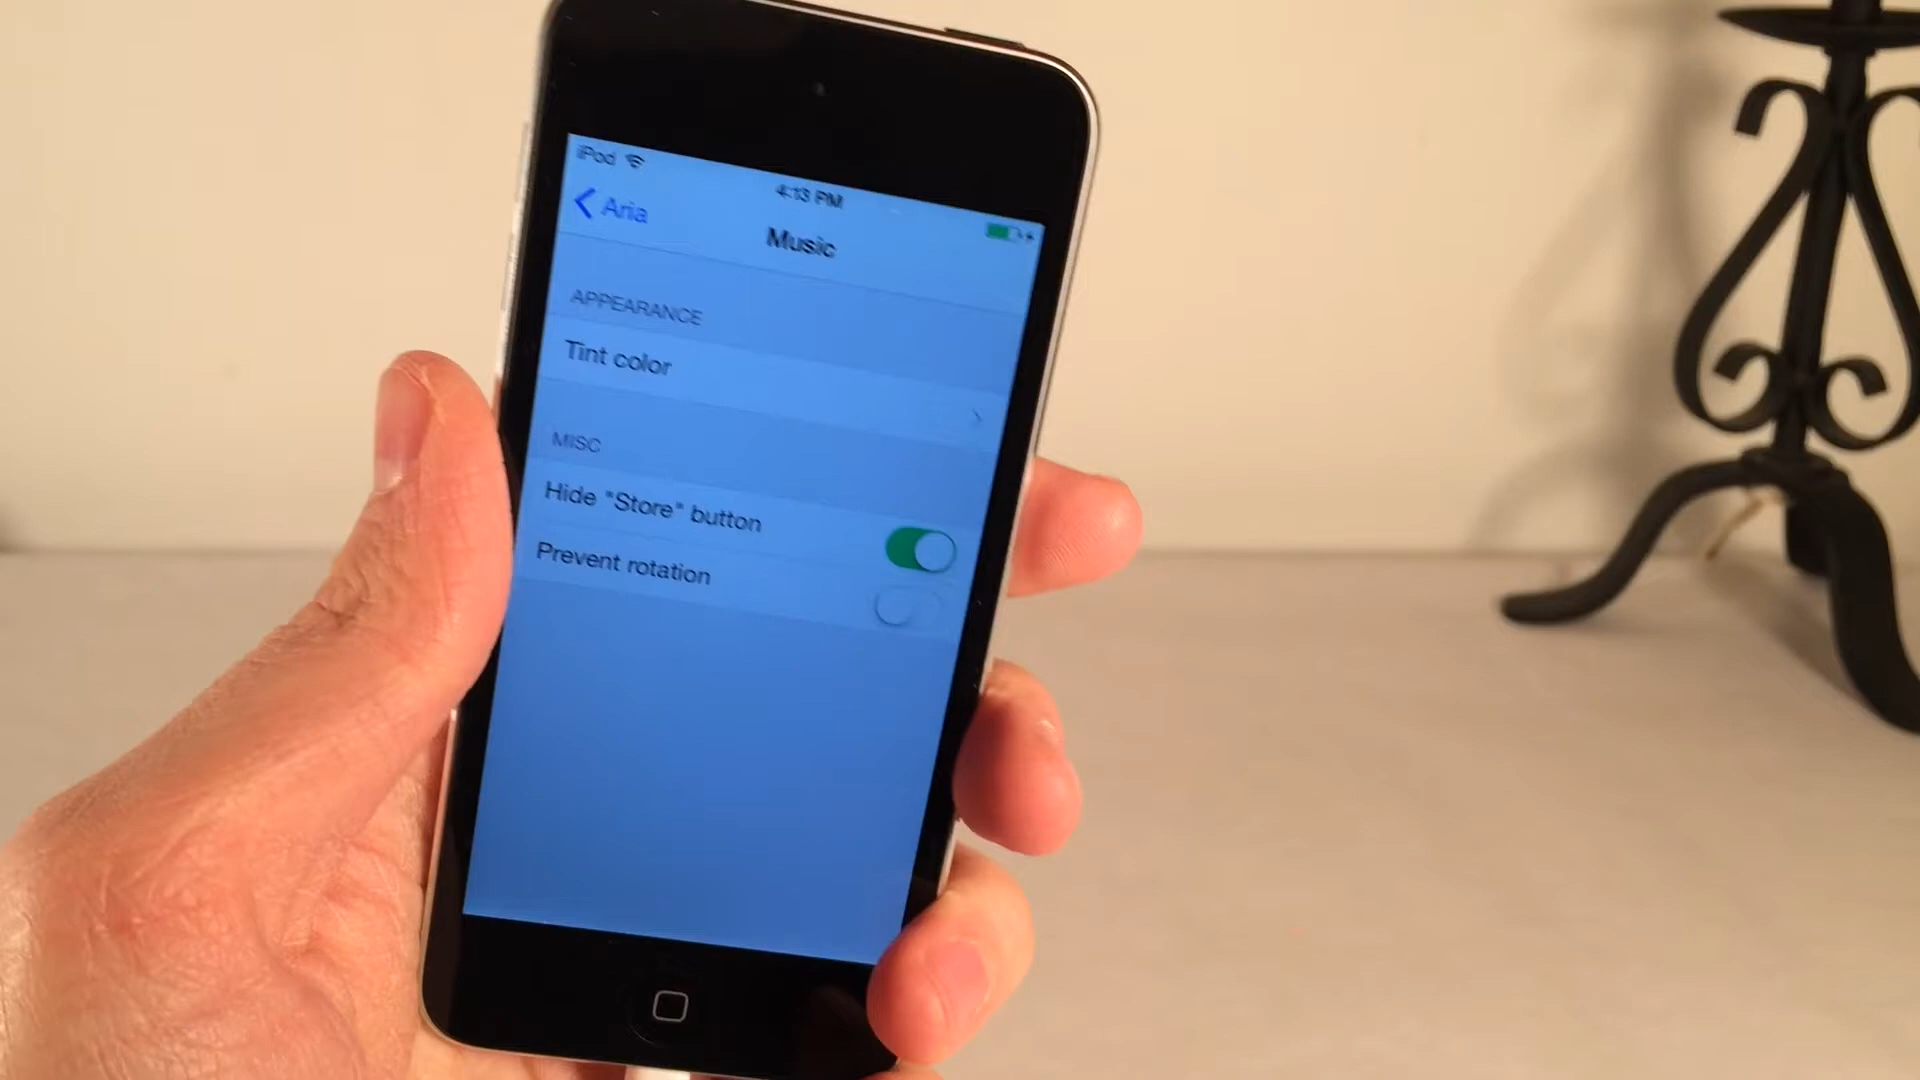 iPod
4:13 PM
Aria
Music
APPEARANCE
Tint color
MISC
Hide "Store" button
Prevent rotation